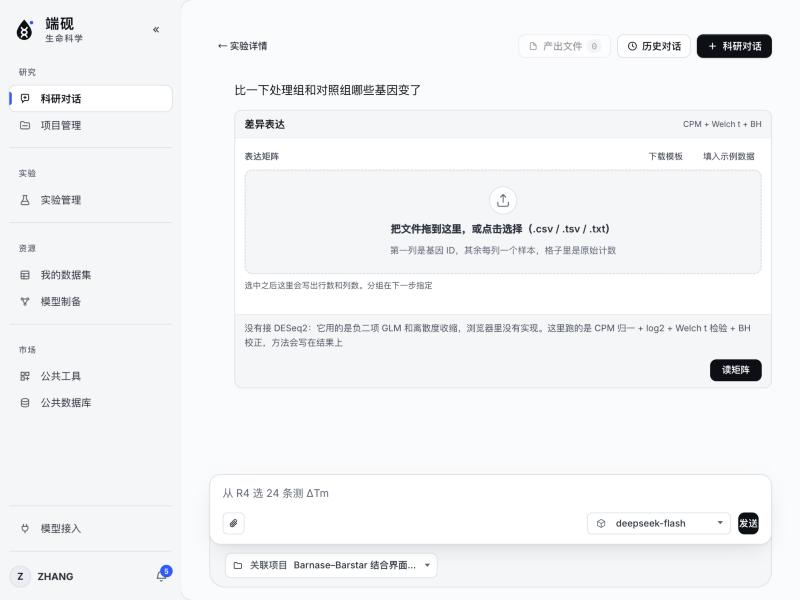 端砚
生命科学
«
研究
科研对话
项目管理
实验
实验管理
资源
我的数据集
模型制备
市场
公共工具
公共数据库
模型接入
Z ZHANG 5
← 实验详情
产出文件 0
历史对话
+ 科研对话
比一下处理组和对照组哪些基因变了
差异表达 CPM + Welch t + BH
表达矩阵 下载模板 填入示例数据
把文件拖到这里，或点击选择（.csv / .tsv / .txt）
第一列是基因 ID，其余每列一个样本，格子里是原始计数
选中之后这里会写出行数和列数。分组在下一步指定
没有接 DESeq2：它用的是负二项 GLM 和离散度收缩，浏览器里没有实现。这里跑的是 CPM 归一 + log2 + Welch t 检验 + BH
校正，方法会写在结果上
读矩阵
从 R4 选 24 条测 ΔTm
deepseek-flash
发送
关联项目 Barnase–Barstar 结合界面...